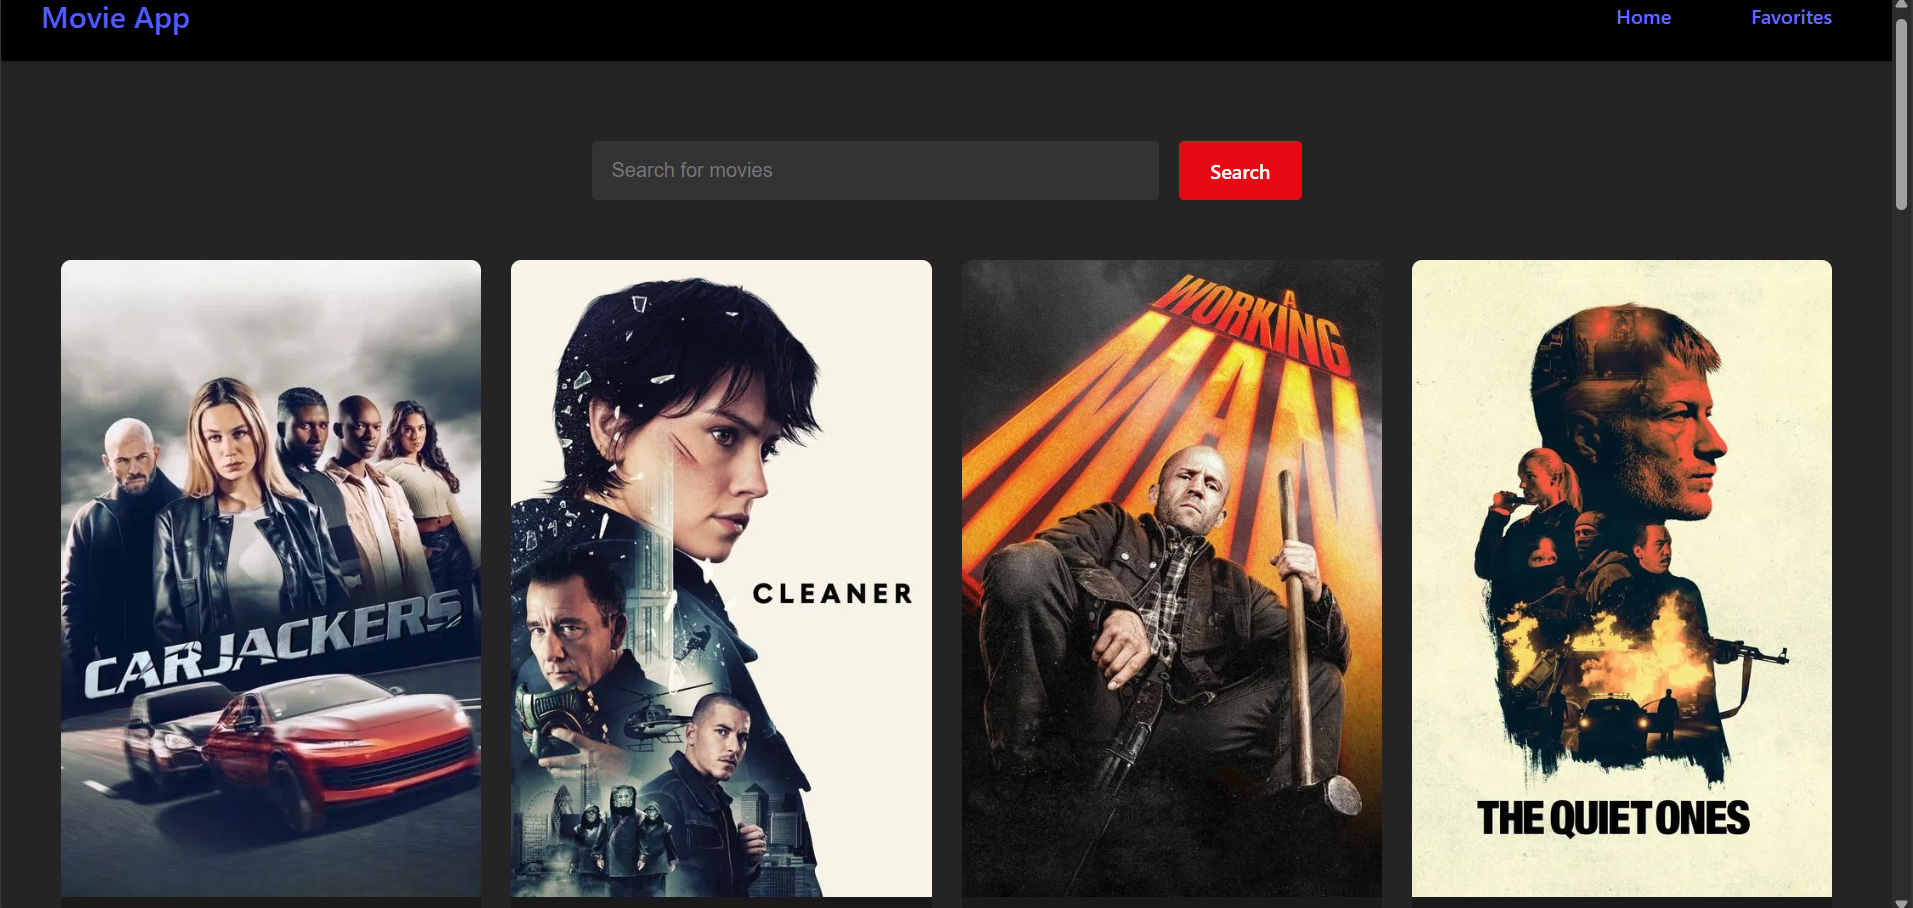 Movie App
Home
Favorites
Search for movies
Search
CARJACKERS
CLEANER
A
WORKING
MAN
THE QUIET ONES